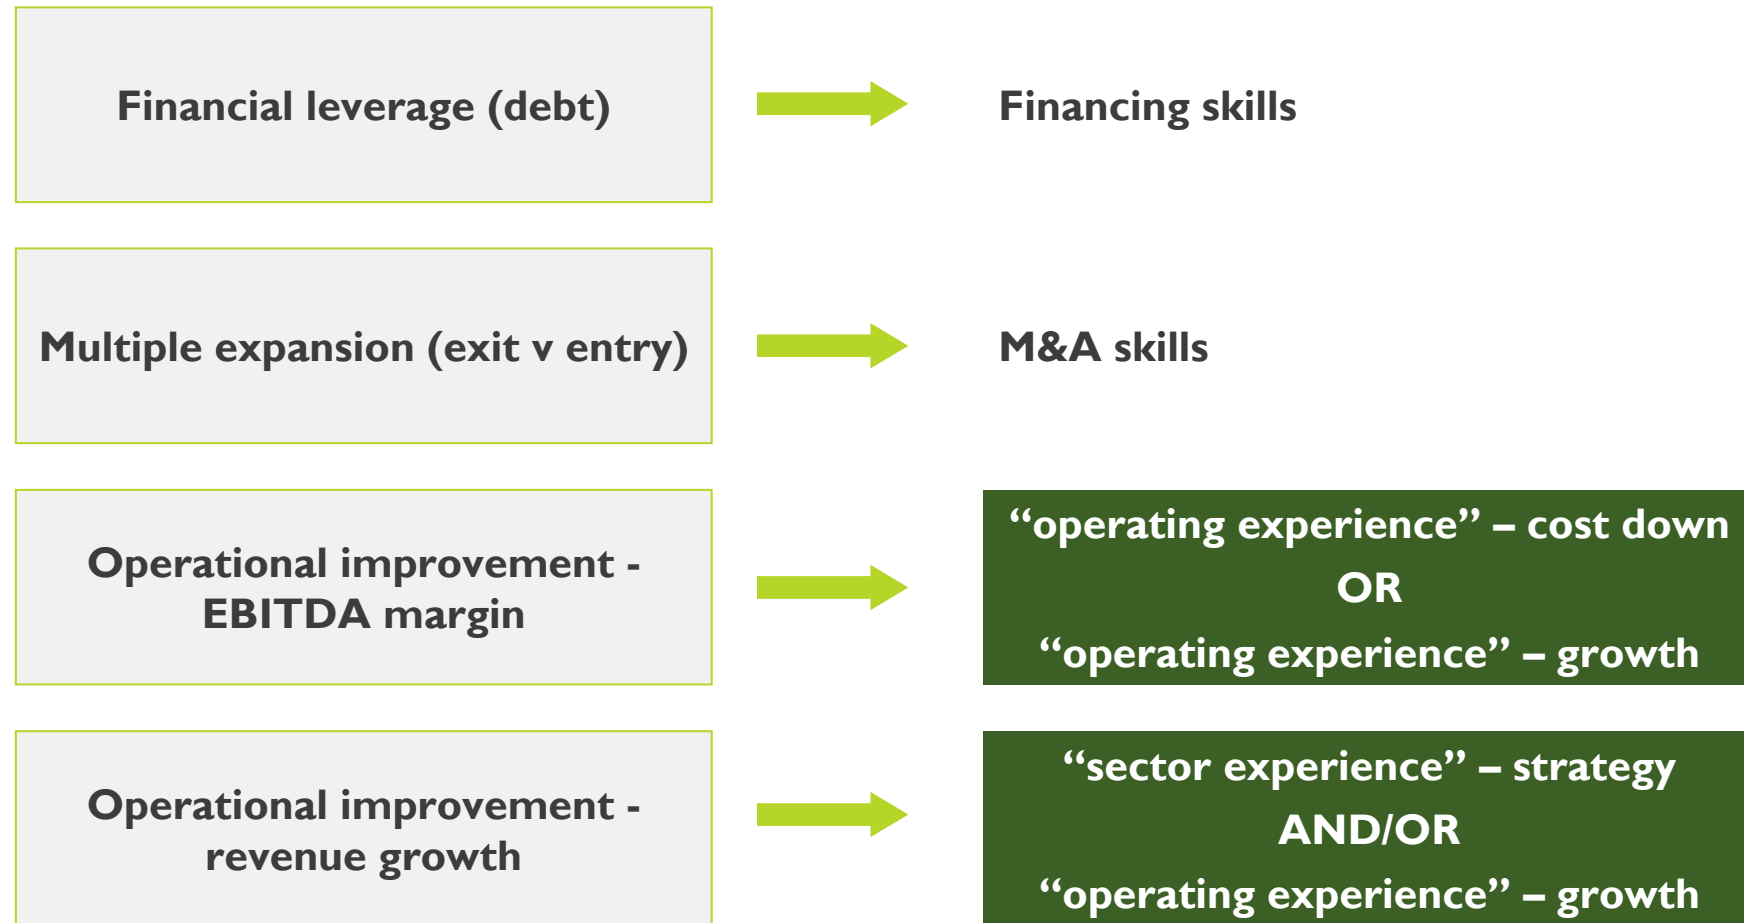 Financial leverage (debt)
Financing skills
Multiple expansion (exit v entry)
M&A skills
Operational improvement -
EBITDA margin
“operating experience” – cost down
OR
“operating experience” – growth
Operational improvement -
revenue growth
“sector experience” – strategy
AND/OR
“operating experience” – growth